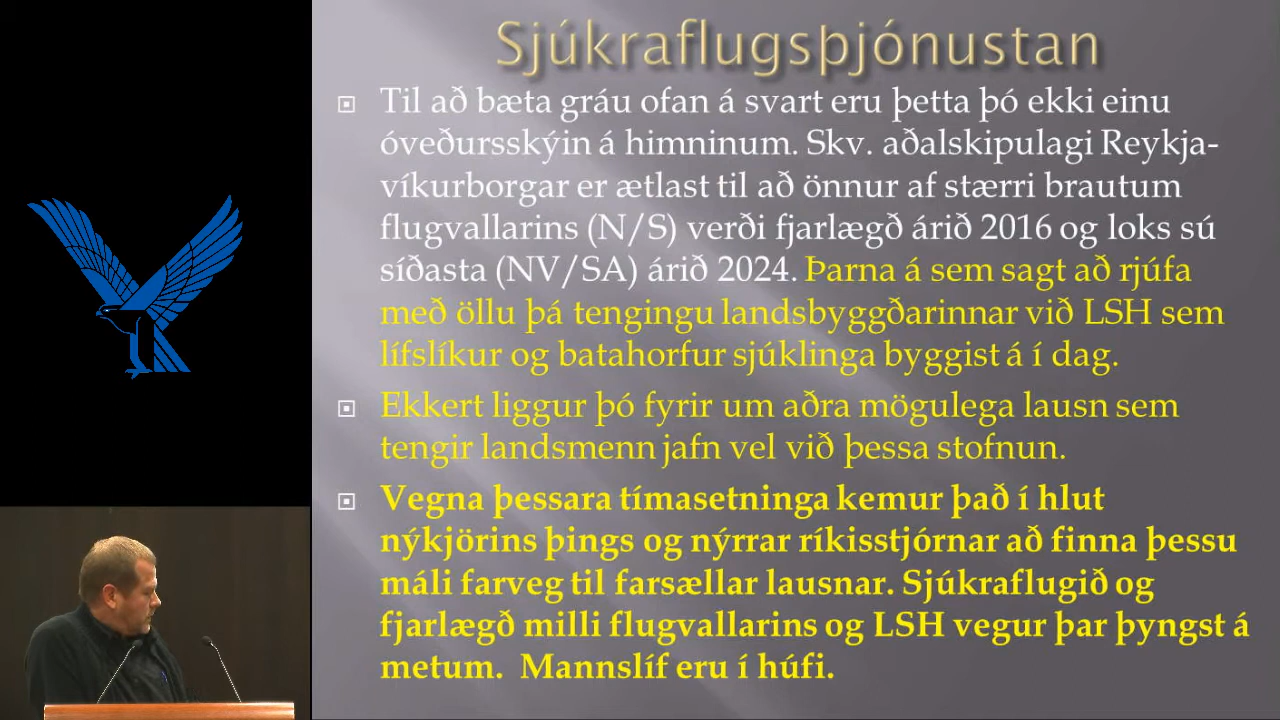 Sjúkraflugsþjónustan
Til að bæta gráu ofan á svart eru þetta þó ekki einu
óveðursskýin á himninum. Skv. aðalskipulagi Reykja-
víkurborgar er ætlast til að önnur af stærri brautum
flugvallarins (N/S) verði fjarlægð árið 2016 og loks sú
síðasta (NV/SA) árið 2024. Þarna á sem sagt að rjúfa
með öllu þá tengingu landsbyggðarinnar við LSH sem
lífslíkur og batahorfur sjúklinga byggist á í dag.
Ekkert liggur þó fyrir um aðra mögulega lausn sem
tengir landsmenn jafn vel við þessa stofnun.
Vegna þessara tímasetninga kemur það í hlut
nýkjörins þings og nýrrar ríkisstjórnar að finna þessu
máli farveg til farsællar lausnar. Sjúkraflugið og
fjarlægð milli flugvallarins og LSH vegur þar þyngst á
metum. Mannslíf eru í húfi.